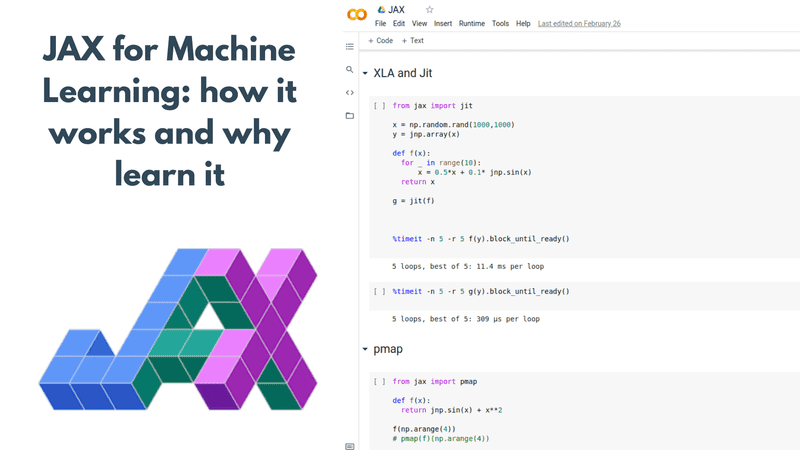 JAX for Machine
Learning: how it
works and why
learn it
JAX
File Edit View Insert Runtime Tools Help Last edited on February 26
+ Code + Text
XLA and Jit
[ ] from jax import jit
x = np.random.rand(1000,1000)
y = jnp.array(x)
def f(x):
for _ in range(10):
x = 0.5*x + 0.1* jnp.sin(x)
return x
g = jit(f)
%timeit -n 5 -r 5 f(y).block_until_ready()
5 loops, best of 5: 11.4 ms per loop
[ ] %timeit -n 5 -r 5 g(y).block_until_ready()
5 loops, best of 5: 309 µs per loop
pmap
[ ] from jax import pmap
def f(x):
return jnp.sin(x) + x**2
f(np.arange(4))
# pmap(f)(np.arange(4))